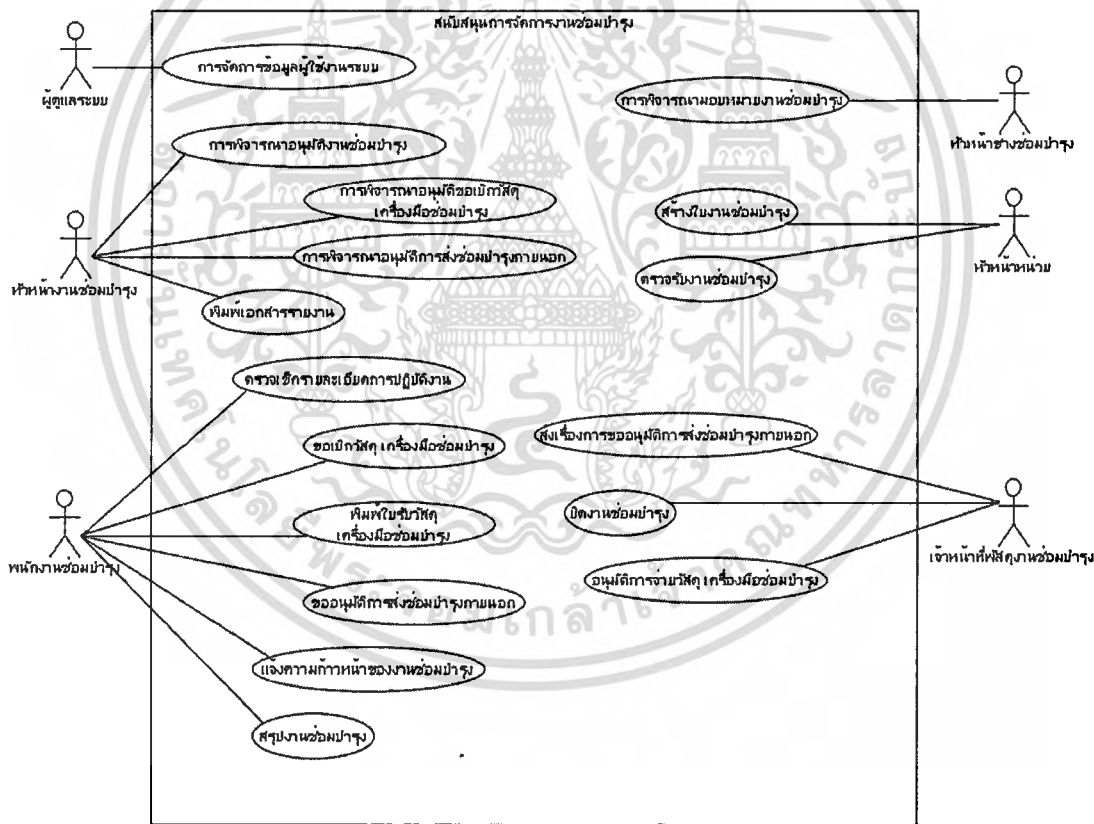 สนับสนุนการจัดการงานซ่อมบำรุง
ผู้ดูแลระบบ
การจัดการข้อมูลผู้ใช้งานระบบ
การพิจารณามอบหมายงานซ่อมบำรุง
หัวหน้าช่างซ่อมบำรุง
การพิจารณาอนุมัติงานซ่อมบำรุง
การพิจารณาอนุมัติขอเบิกวัสดุ
เครื่องมือซ่อมบำรุง
การพิจารณาอนุมัติการส่งซ่อมบำรุงภายนอก
พิมพ์เอกสารรายงาน
หัวหน้างานซ่อมบำรุง
สร้างใบงานซ่อมบำรุง
ตรวจรับงานซ่อมบำรุง
หัวหน้าหน่วย
ตรวจเช็กรายละเอียดการปฏิบัติงาน
ขอเบิกวัสดุ เครื่องมือซ่อมบำรุง
พิมพ์ใบรับวัสดุ
เครื่องมือซ่อมบำรุง
ขออนุมัติการส่งซ่อมบำรุงภายนอก
แจ้งความก้าวหน้าของงานซ่อมบำรุง
สรุปงานซ่อมบำรุง
พนักงานซ่อมบำรุง
ส่งเรื่องการขออนุมัติการส่งซ่อมบำรุงภายนอก
ปิดงานซ่อมบำรุง
อนุมัติการจ่ายวัสดุ เครื่องมือซ่อมบำรุง
เจ้าหน้าที่พัสดุงานซ่อมบำรุง